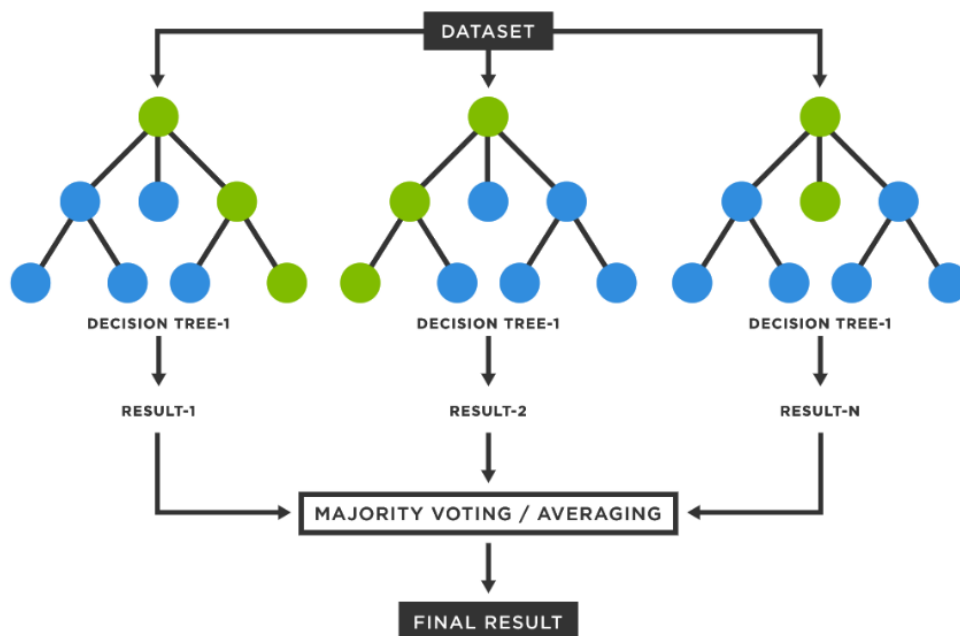 DATASET
DECISION TREE-1
DECISION TREE-1
DECISION TREE-1
RESULT-1
RESULT-2
RESULT-N
MAJORITY VOTING / AVERAGING
FINAL RESULT